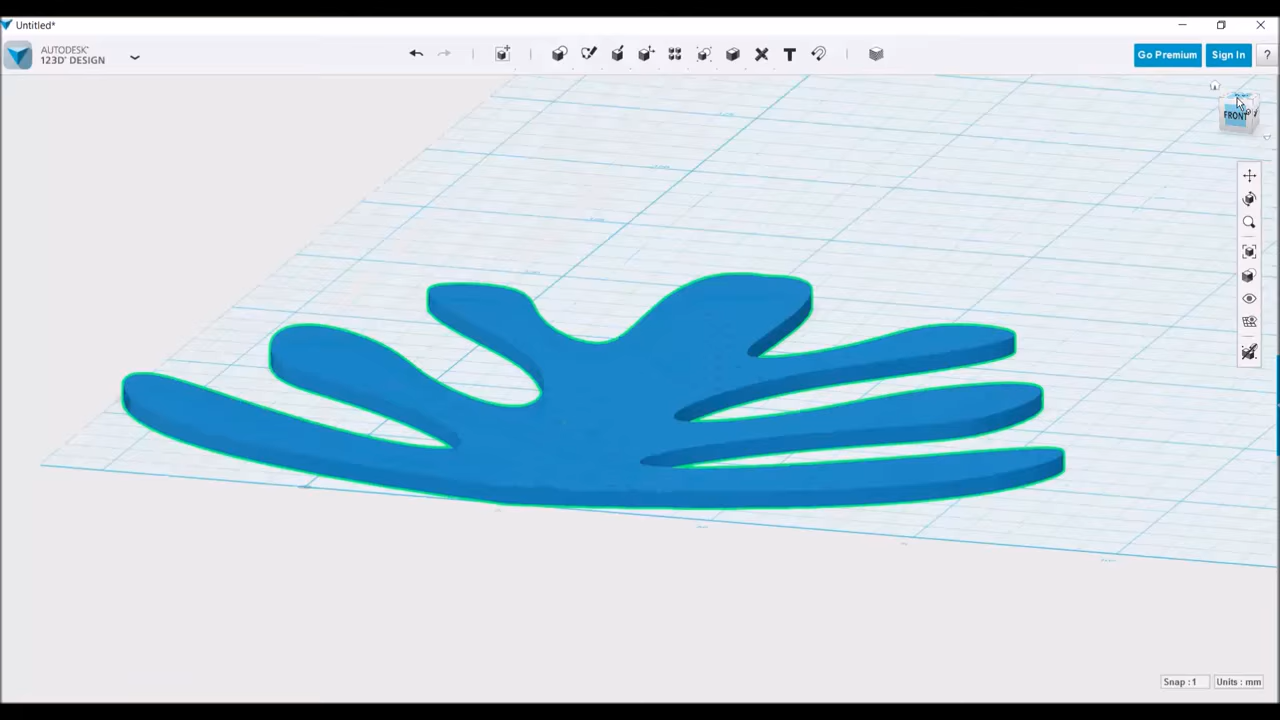 Untitled*
AUTODESK®
123D® DESIGN
Go Premium
Sign In
?
FRONT
Snap : 1
Units : mm